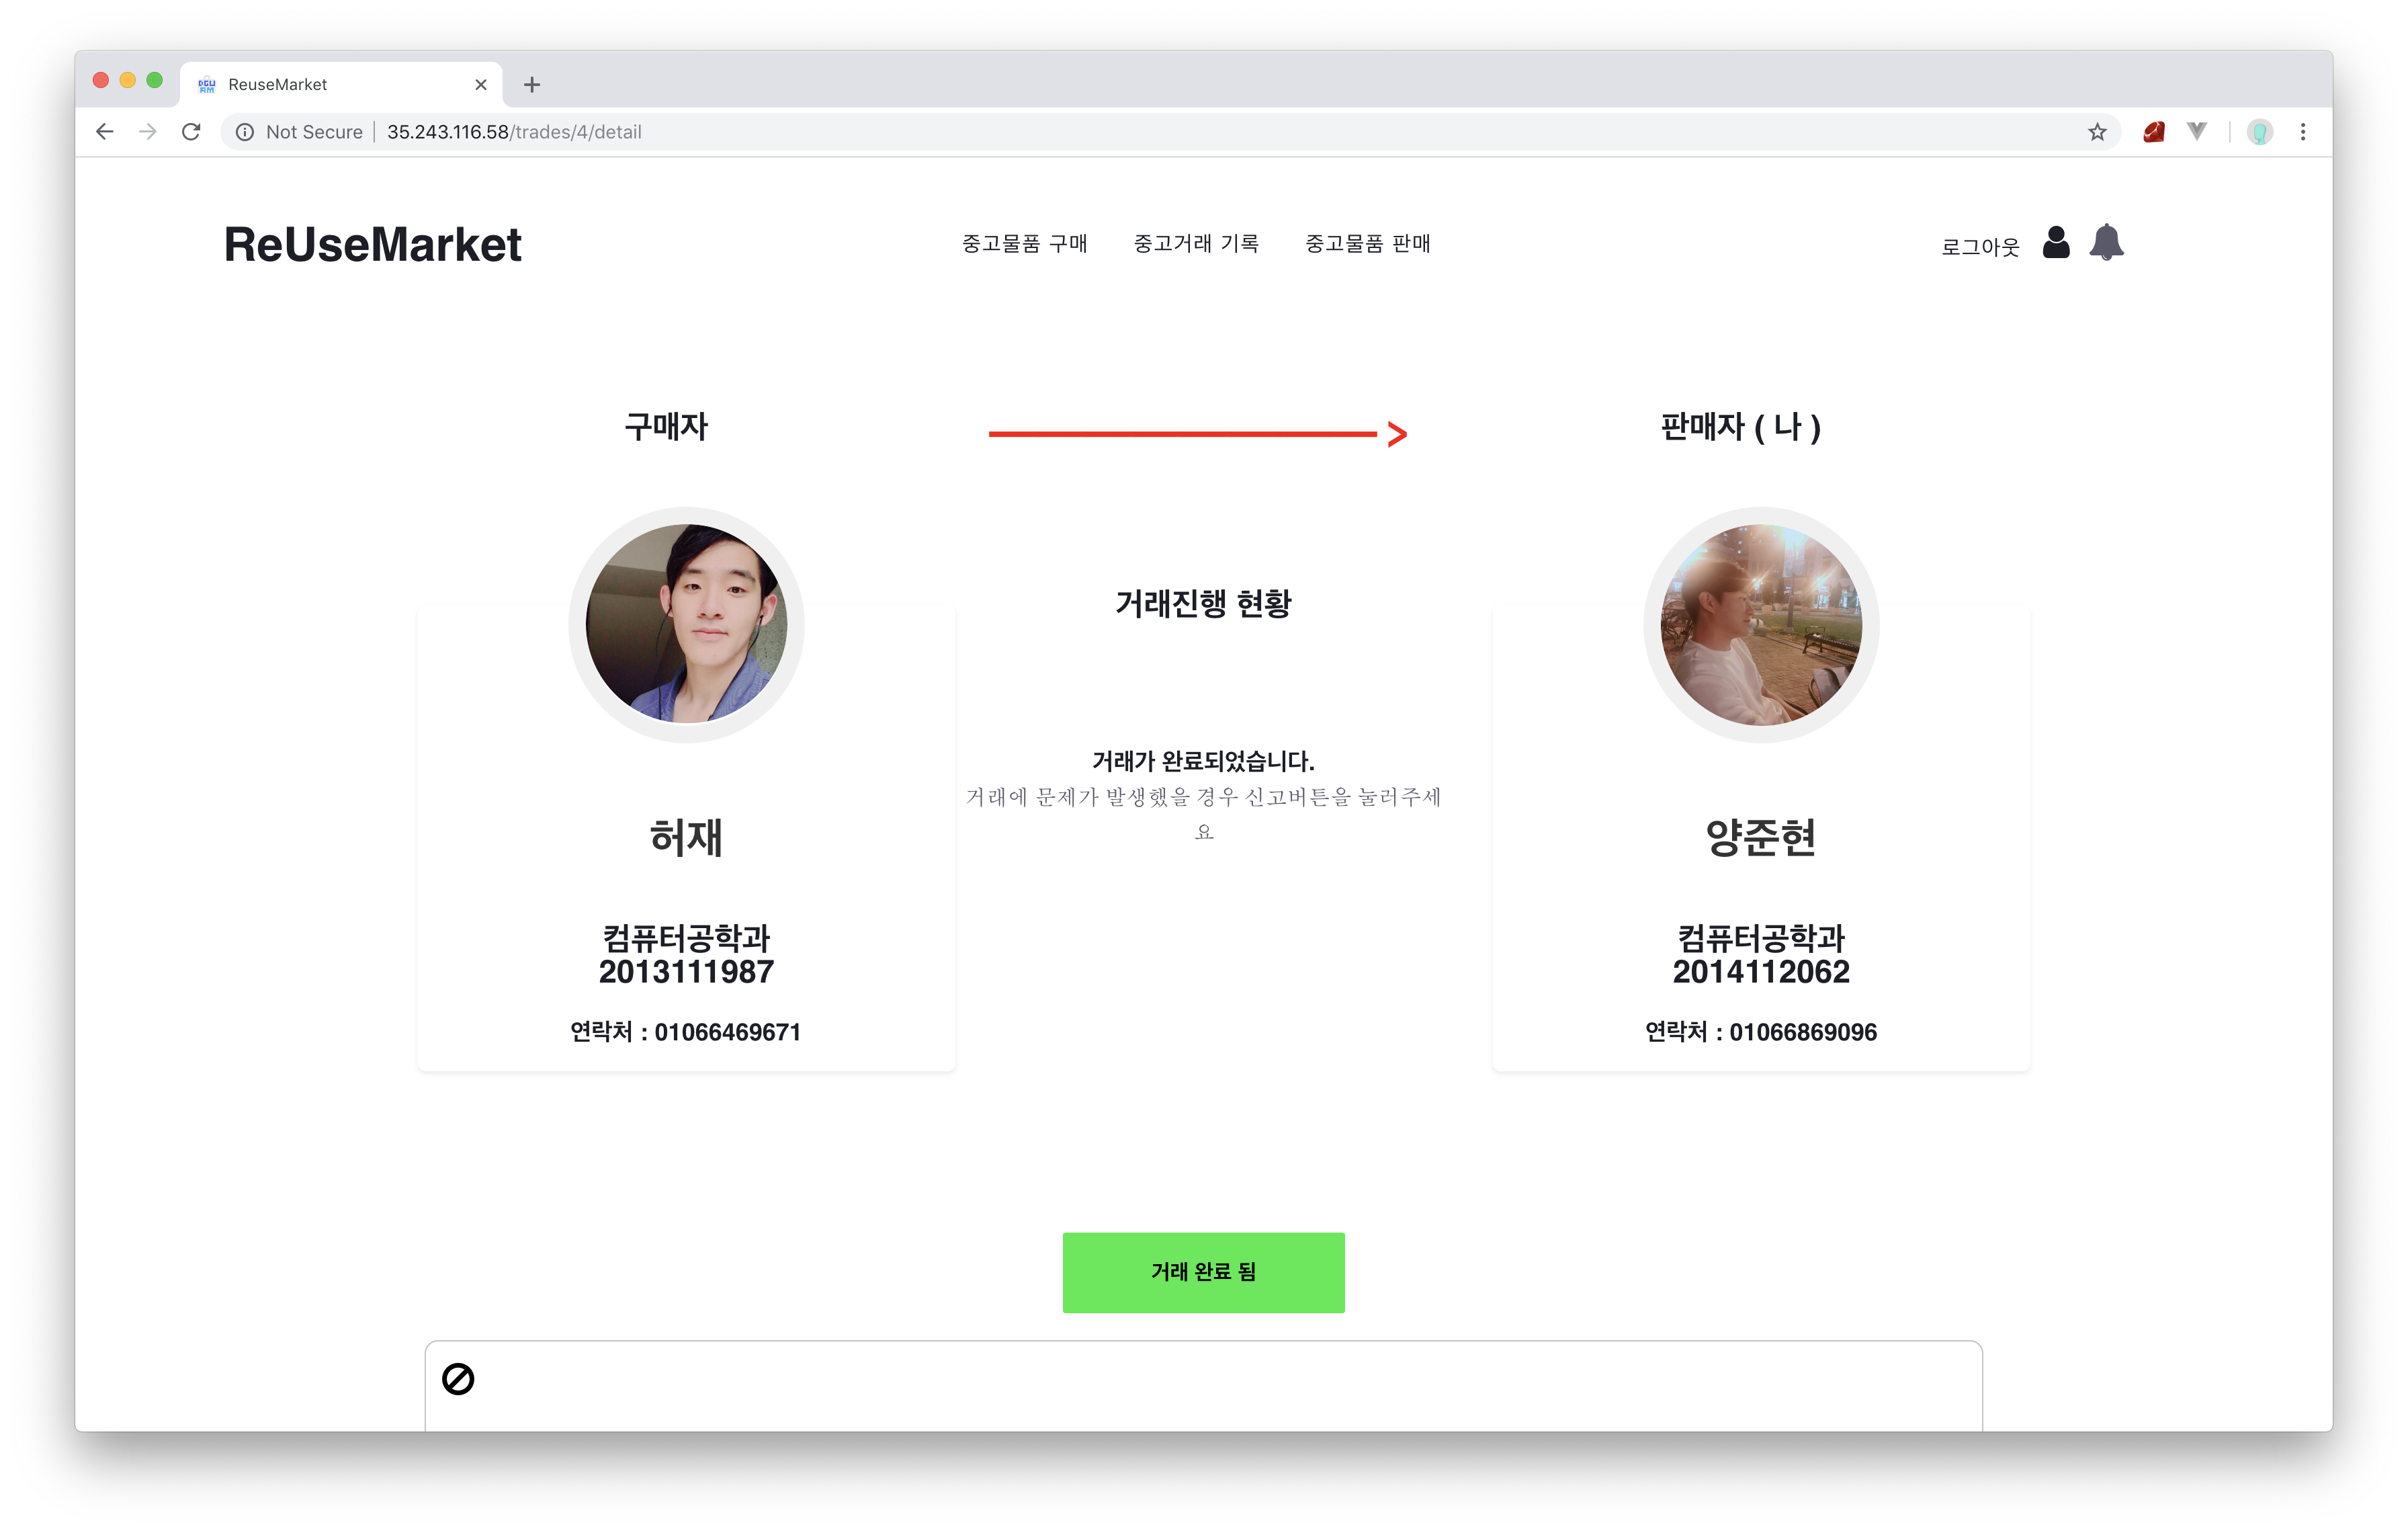 ReuseMarket
Not Secure | 35.243.116.58/trades/4/detail
ReUseMarket
중고물품 구매
중고거래 기록
중고물품 판매
로그아웃
구매자
>
판매자 ( 나 )
거래진행 현황
거래가 완료되었습니다.
거래에 문제가 발생했을 경우 신고버튼을 눌러주세
요
허재
컴퓨터공학과
2013111987
연락처 : 01066469671
양준현
컴퓨터공학과
2014112062
연락처 : 01066869096
거래 완료 됨